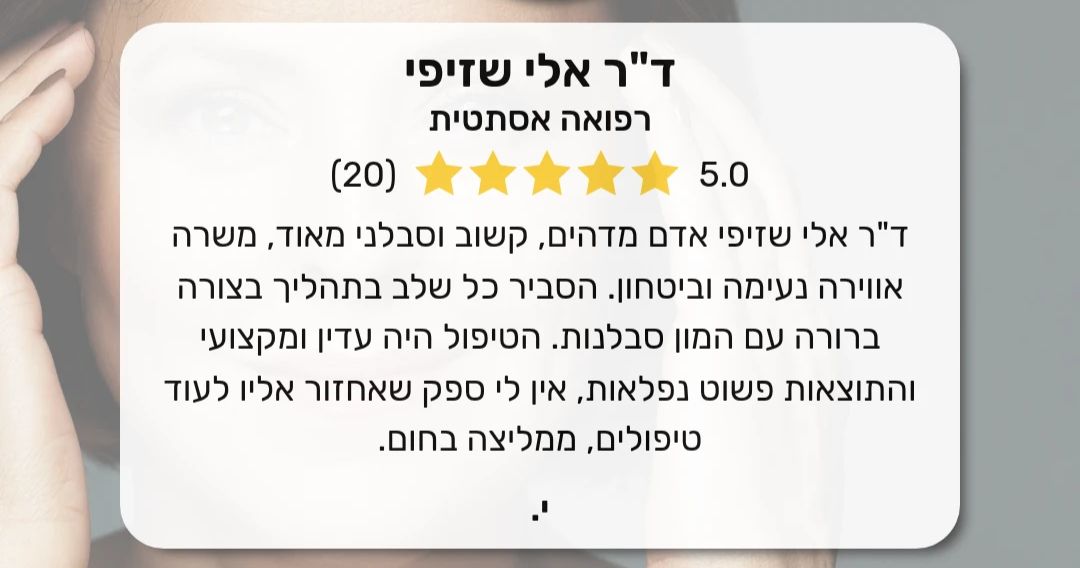 ד"ר אלי שזיפי
רפואה אסתטית
5.0 (20)
ד"ר אלי שזיפי אדם מדהים, קשוב וסבלני מאוד, משרה
אווירה נעימה וביטחון. הסביר כל שלב בתהליך בצורה
ברורה עם המון סבלנות. הטיפול היה עדין ומקצועי
והתוצאות פשוט נפלאות, אין לי ספק שאחזור אליו לעוד
טיפולים, ממליצה בחום.
י.